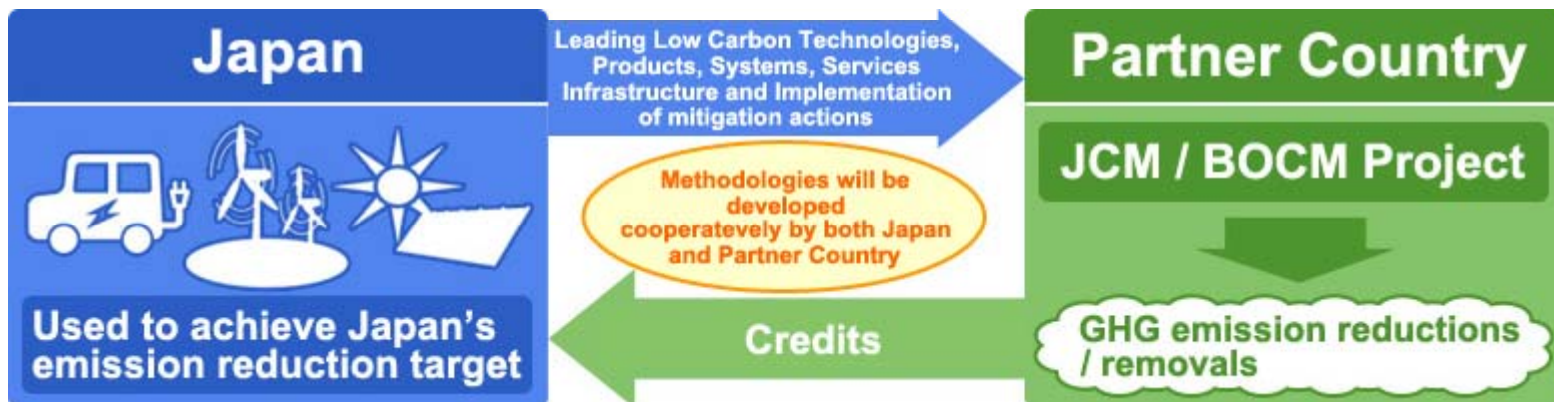 Japan
Used to achieve Japan's
emission reduction target
Leading Low Carbon Technologies,
Products, Systems, Services
Infrastructure and Implementation
of mitigation actions
Methodologies will be
developed
cooperatevely by both Japan
and Partner Country
Credits
Partner Country
JCM / BOCM Project
GHG emission reductions
/ removals